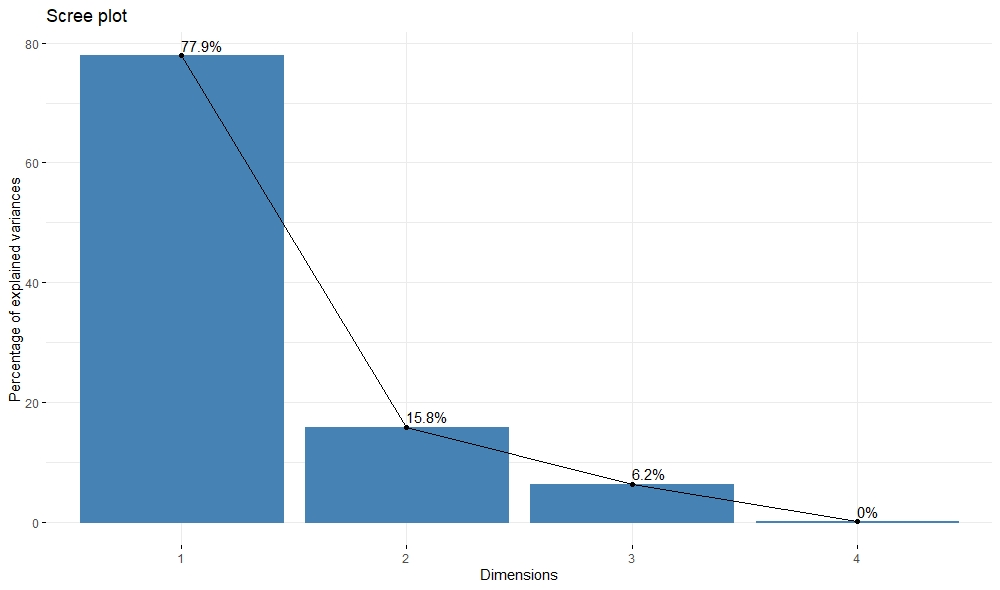 Scree plot
77.9%
15.8%
6.2%
0%
80
60
40
20
0
Percentage of explained variances
1 2 3 4
Dimensions